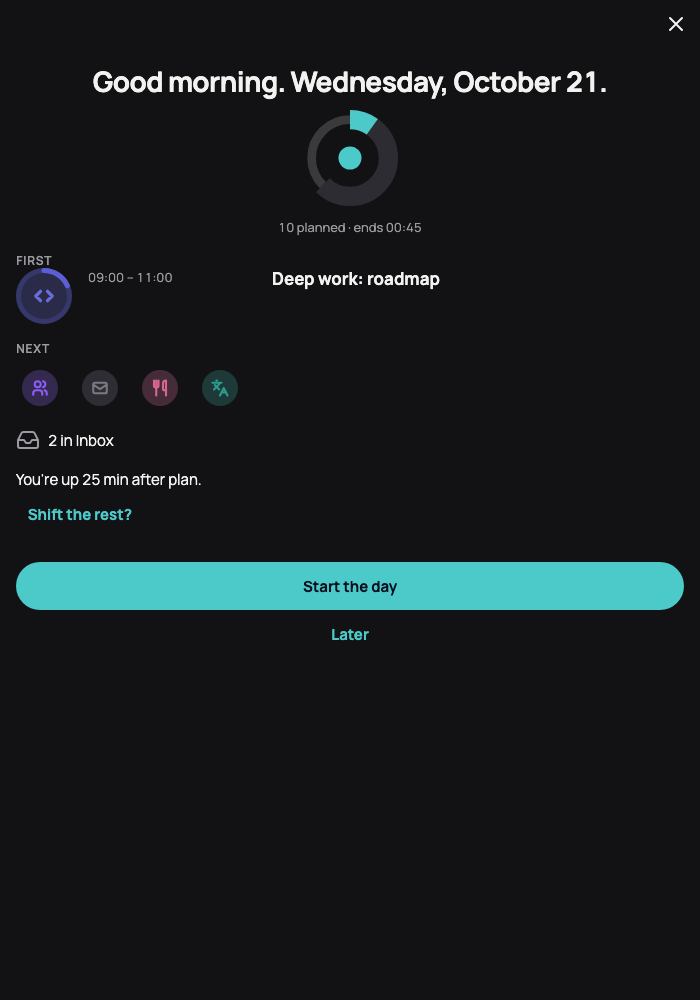 Good morning. Wednesday, October 21.
10 planned · ends 00:45
FIRST
09:00 – 11:00
Deep work: roadmap
NEXT
2 in Inbox
You're up 25 min after plan.
Shift the rest?
Start the day
Later